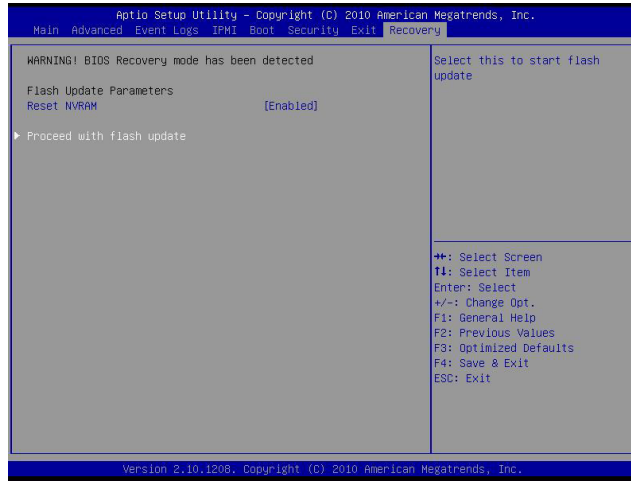 Aptio Setup Utility – Copyright (C) 2010 American Megatrends, Inc.
Main Advanced Event Logs IPMI Boot Security Exit Recovery
WARNING! BIOS Recovery mode has been detected
Flash Update Parameters
Reset NVRAM [Enabled]
▶ Proceed with flash update
Select this to start flash
update
→←: Select Screen
↑↓: Select Item
Enter: Select
+/-: Change Opt.
F1: General Help
F2: Previous Values
F3: Optimized Defaults
F4: Save & Exit
ESC: Exit
Version 2.10.1208. Copyright (C) 2010 American Megatrends, Inc.